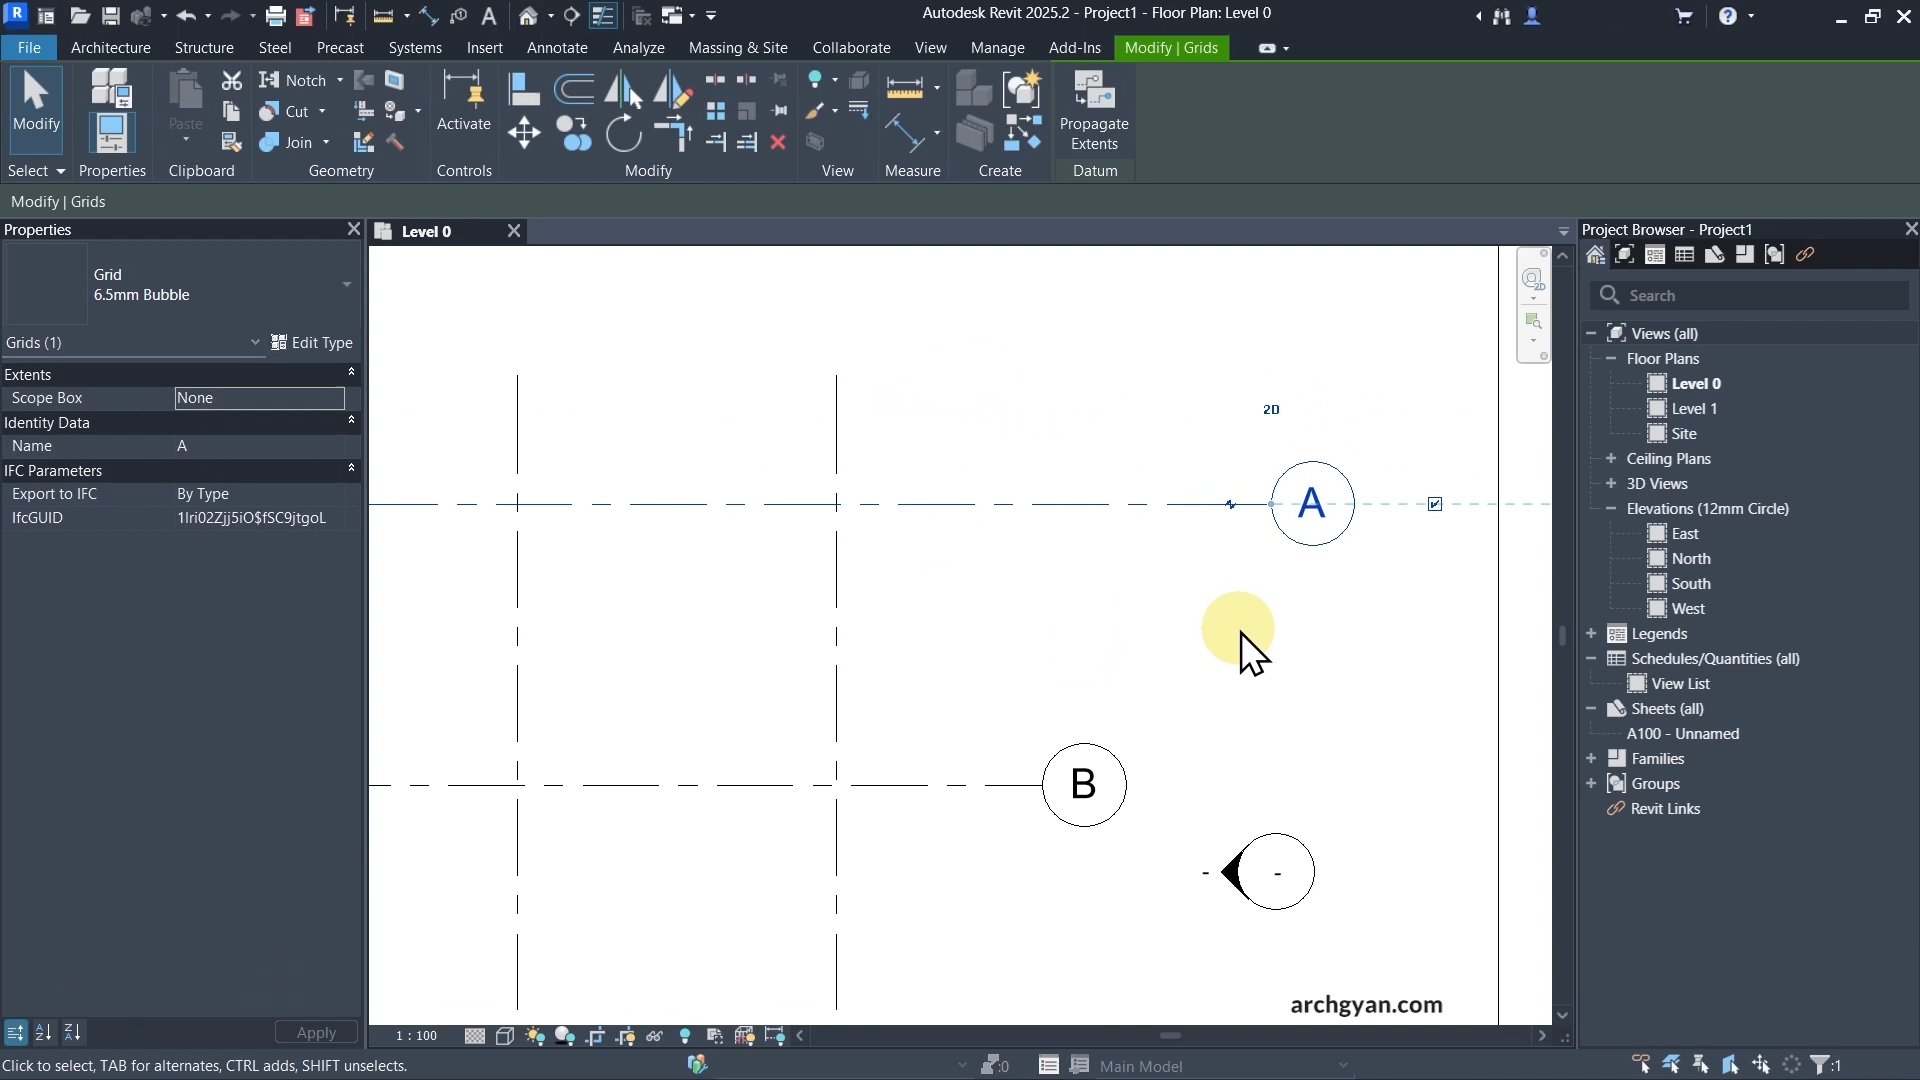 Autodesk Revit 2025.2 - Project1 - Floor Plan: Level 0
File Architecture Structure Steel Precast Systems Insert Annotate Analyze Massing & Site Collaborate View Manage Add-Ins Modify | Grids
Modify
Paste
Notch
Cut
Join
Activate
Propagate
Extents
Select Properties Clipboard Geometry Controls Modify View Measure Create Datum
Modify | Grids
Properties
Grid
6.5mm Bubble
Grids (1) Edit Type
Extents
Scope Box None
Identity Data
Name A
IFC Parameters
Export to IFC By Type
IfcGUID 1Iri02Zjj5iO$fSC9jtgoL
Apply
Level 0
2D
2D
A
B
- -
archgyan.com
1 : 100
Project Browser - Project1
Search
Views (all)
Floor Plans
Level 0
Level 1
Site
Ceiling Plans
3D Views
Elevations (12mm Circle)
East
North
South
West
Legends
Schedules/Quantities (all)
View List
Sheets (all)
A100 - Unnamed
Families
Groups
Revit Links
Click to select, TAB for alternates, CTRL adds, SHIFT unselects. :0 Main Model :1